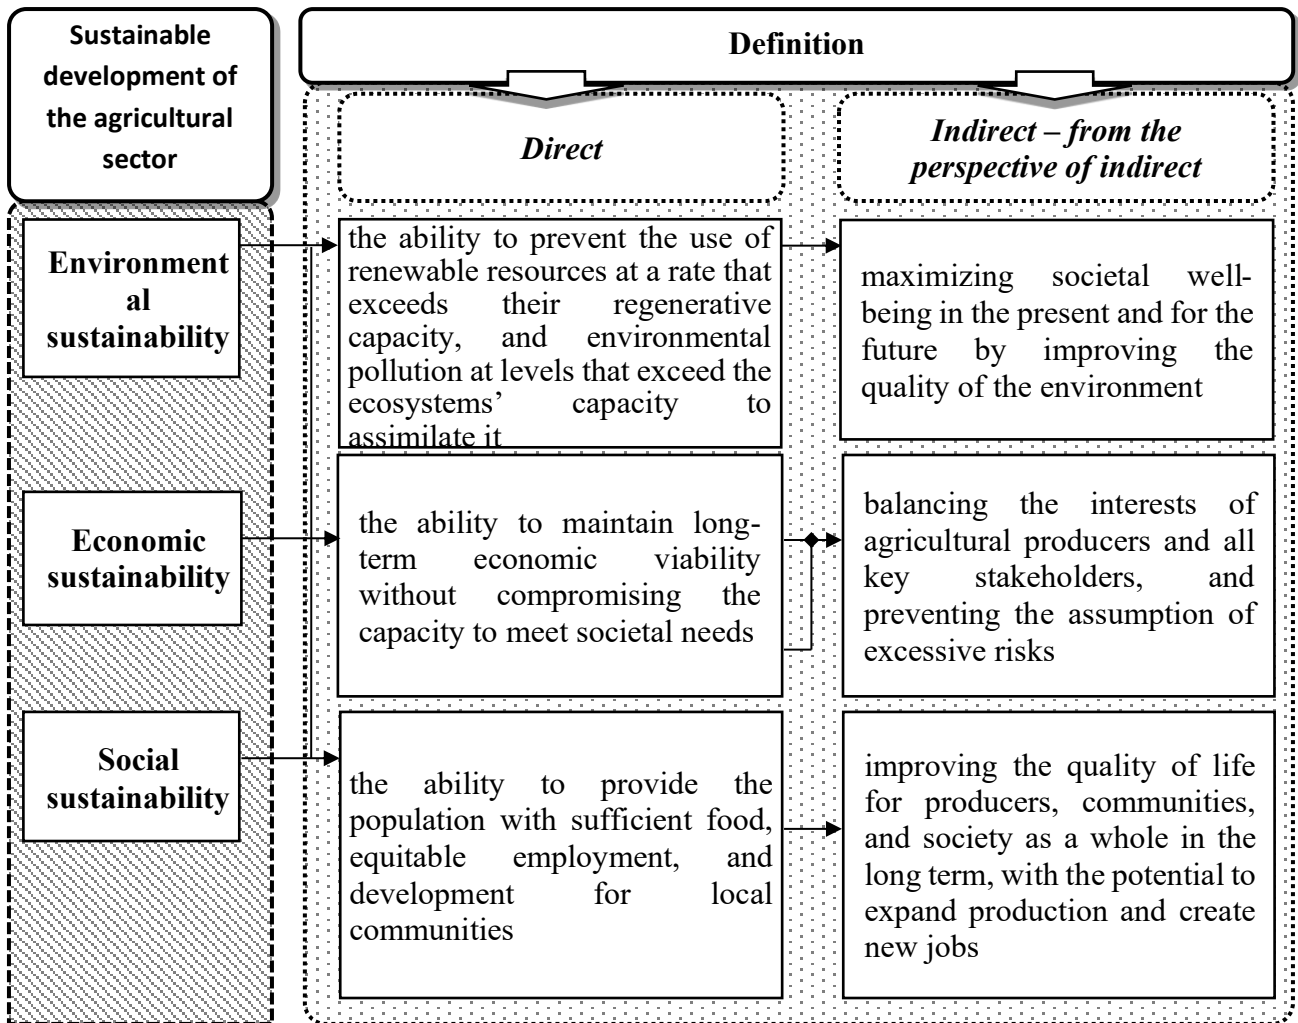 Sustainable
development of
the agricultural
sector
Definition
Direct
Indirect – from the
perspective of indirect
Environment
al
sustainability
the ability to prevent the use of
renewable resources at a rate that
exceeds their regenerative
capacity, and environmental
pollution at levels that exceed the
ecosystems’ capacity to
assimilate it
maximizing societal well-
being in the present and for the
future by improving the
quality of the environment
Economic
sustainability
the ability to maintain long-
term economic viability
without compromising the
capacity to meet societal needs
balancing the interests of
agricultural producers and all
key stakeholders, and
preventing the assumption of
excessive risks
Social
sustainability
the ability to provide the
population with sufficient food,
equitable employment, and
development for local
communities
improving the quality of life
for producers, communities,
and society as a whole in the
long term, with the potential to
expand production and create
new jobs